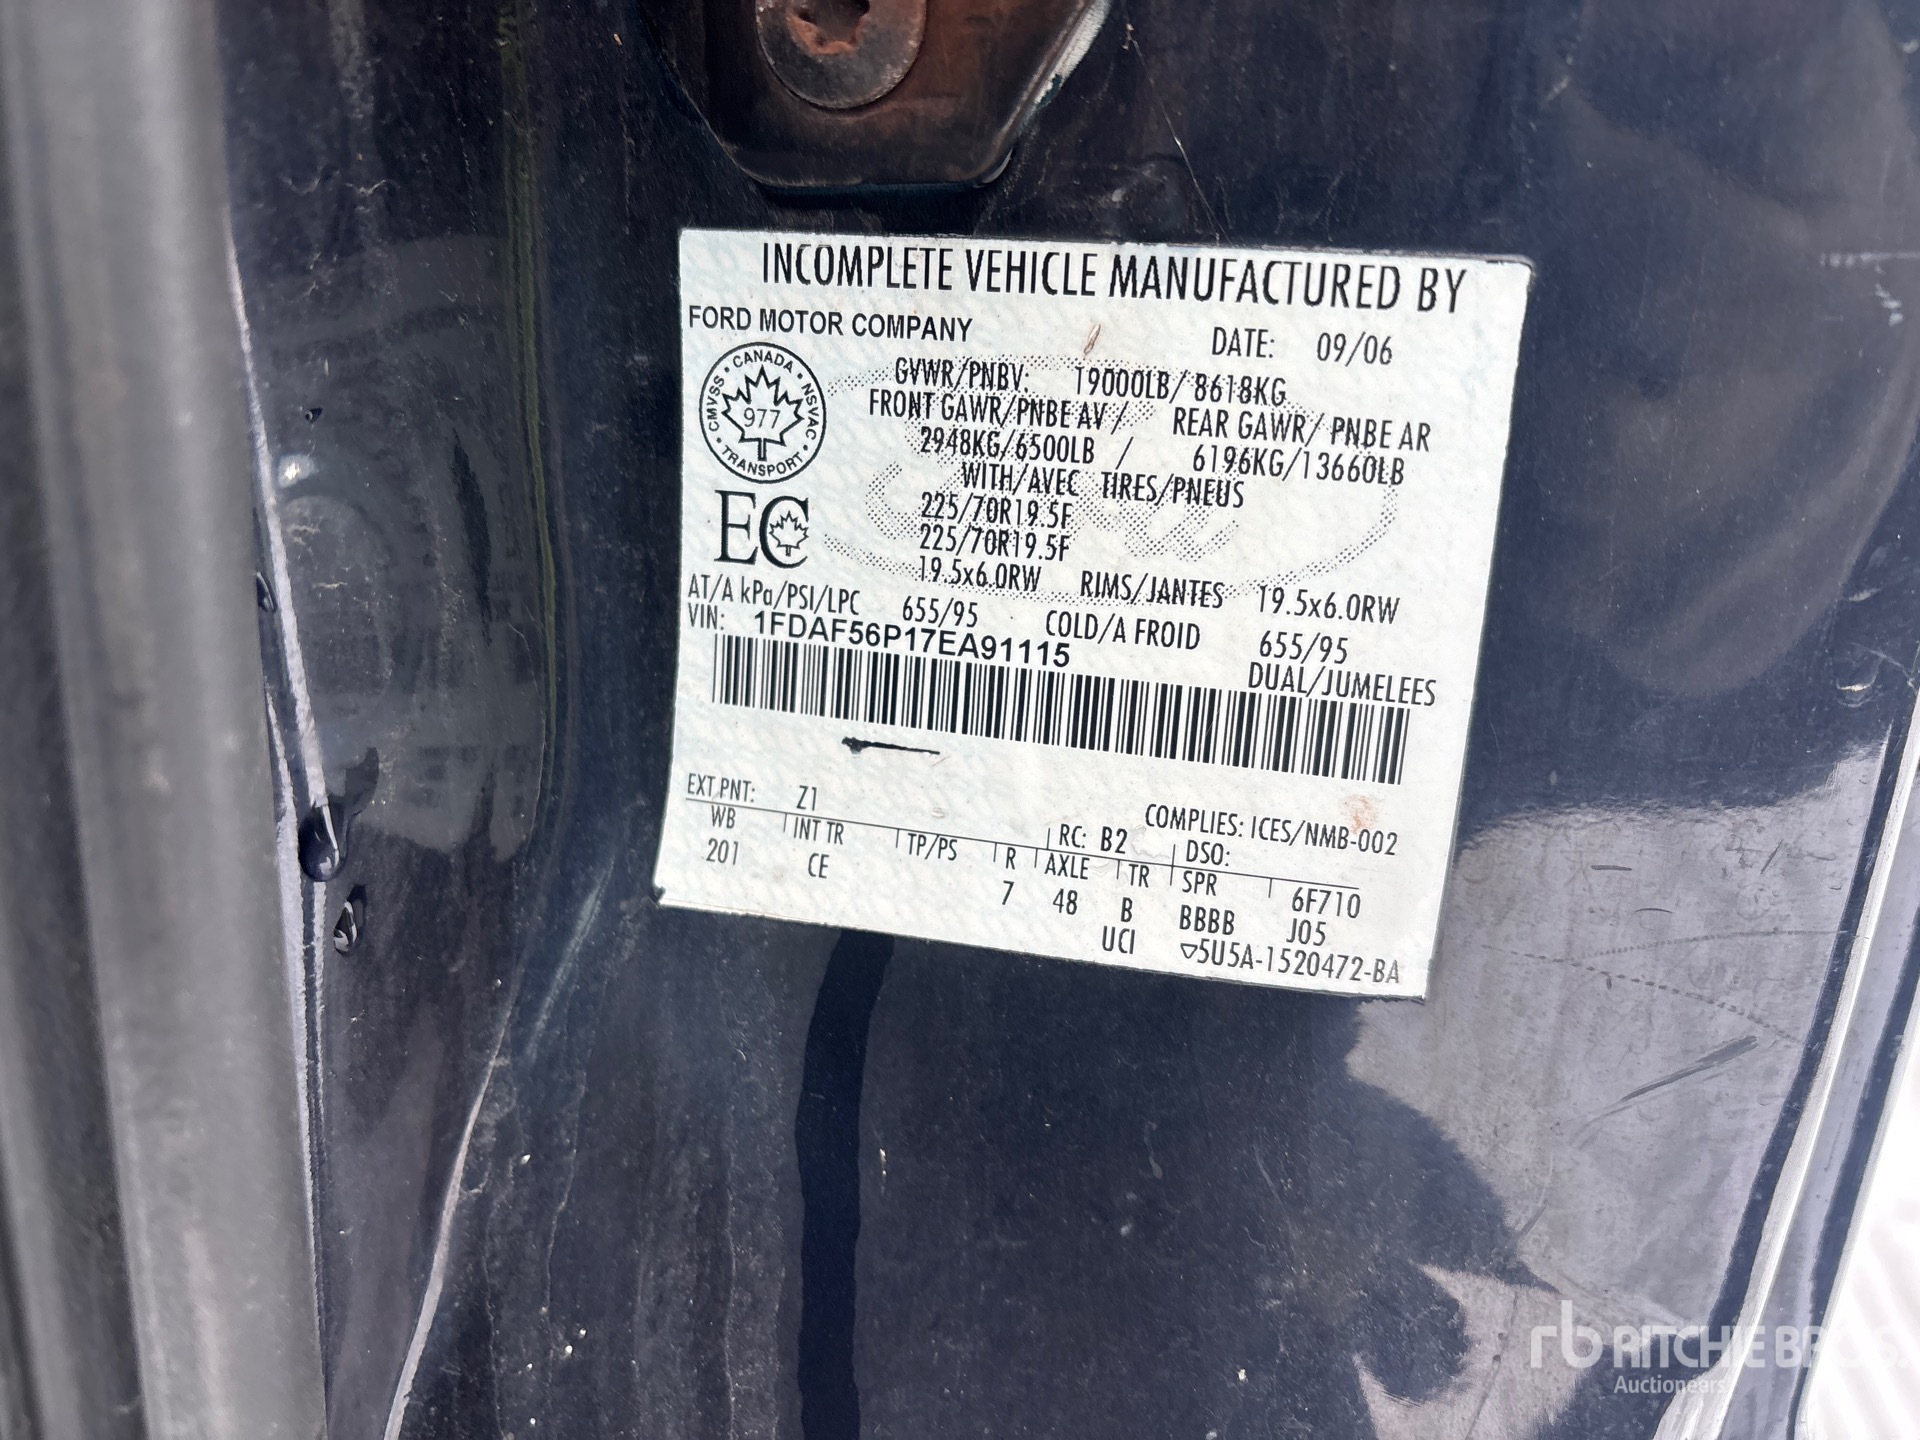 INCOMPLETE VEHICLE MANUFACTURED BY
FORD MOTOR COMPANY DATE: 09/06
CANADA
CMVSS • NSVAC
977
TRANSPORT
GVWR/PNBV: 19000LB/8618KG
FRONT GAWR/PNBE AV / REAR GAWR/ PNBE AR
2948KG/6500LB / 6196KG/13660LB
WITH/AVEC TIRES/PNEUS
225/70R19.5F
EC
225/70R19.5F
19.5x6.0RW RIMS/JANTES 19.5x6.0RW
AT/A kPa/PSI/LPC 655/95 COLD/A FROID 655/95
VIN: 1FDAF56P17EA91115 DUAL/JUMELEES
EXT PNT: Z1 RC: B2 COMPLIES: ICES/NMB-002
DSO:
WB INT TR TP/PS R AXLE TR SPR 6F710
201 CE 7 48 B BBBB J05
UCI ▽5U5A-1520472-BA
rb RITCHIE BROS.
Auctioneers